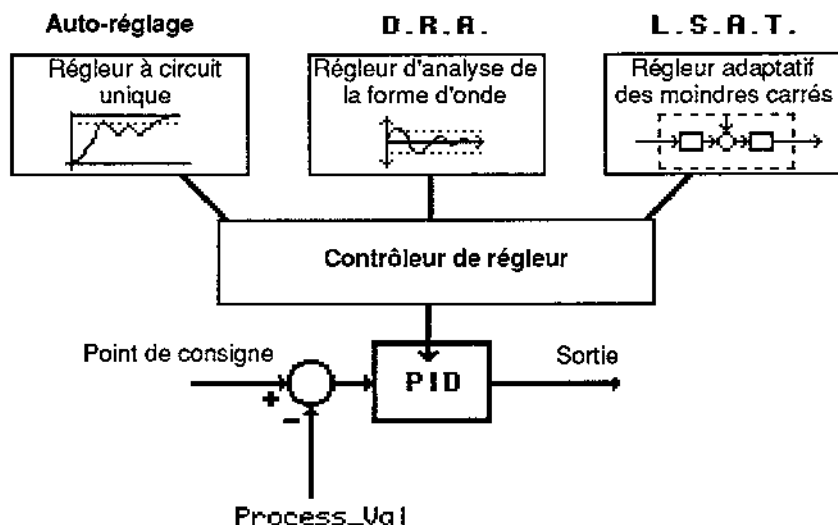 Auto-réglage
D.R.A.
L.S.A.T.
Régleur à circuit
unique
Régleur d'analyse de
la forme d'onde
Régleur adaptatif
des moindres carrés
Contrôleur de régleur
Point de consigne
Sortie
PID
+
−
Process_Val